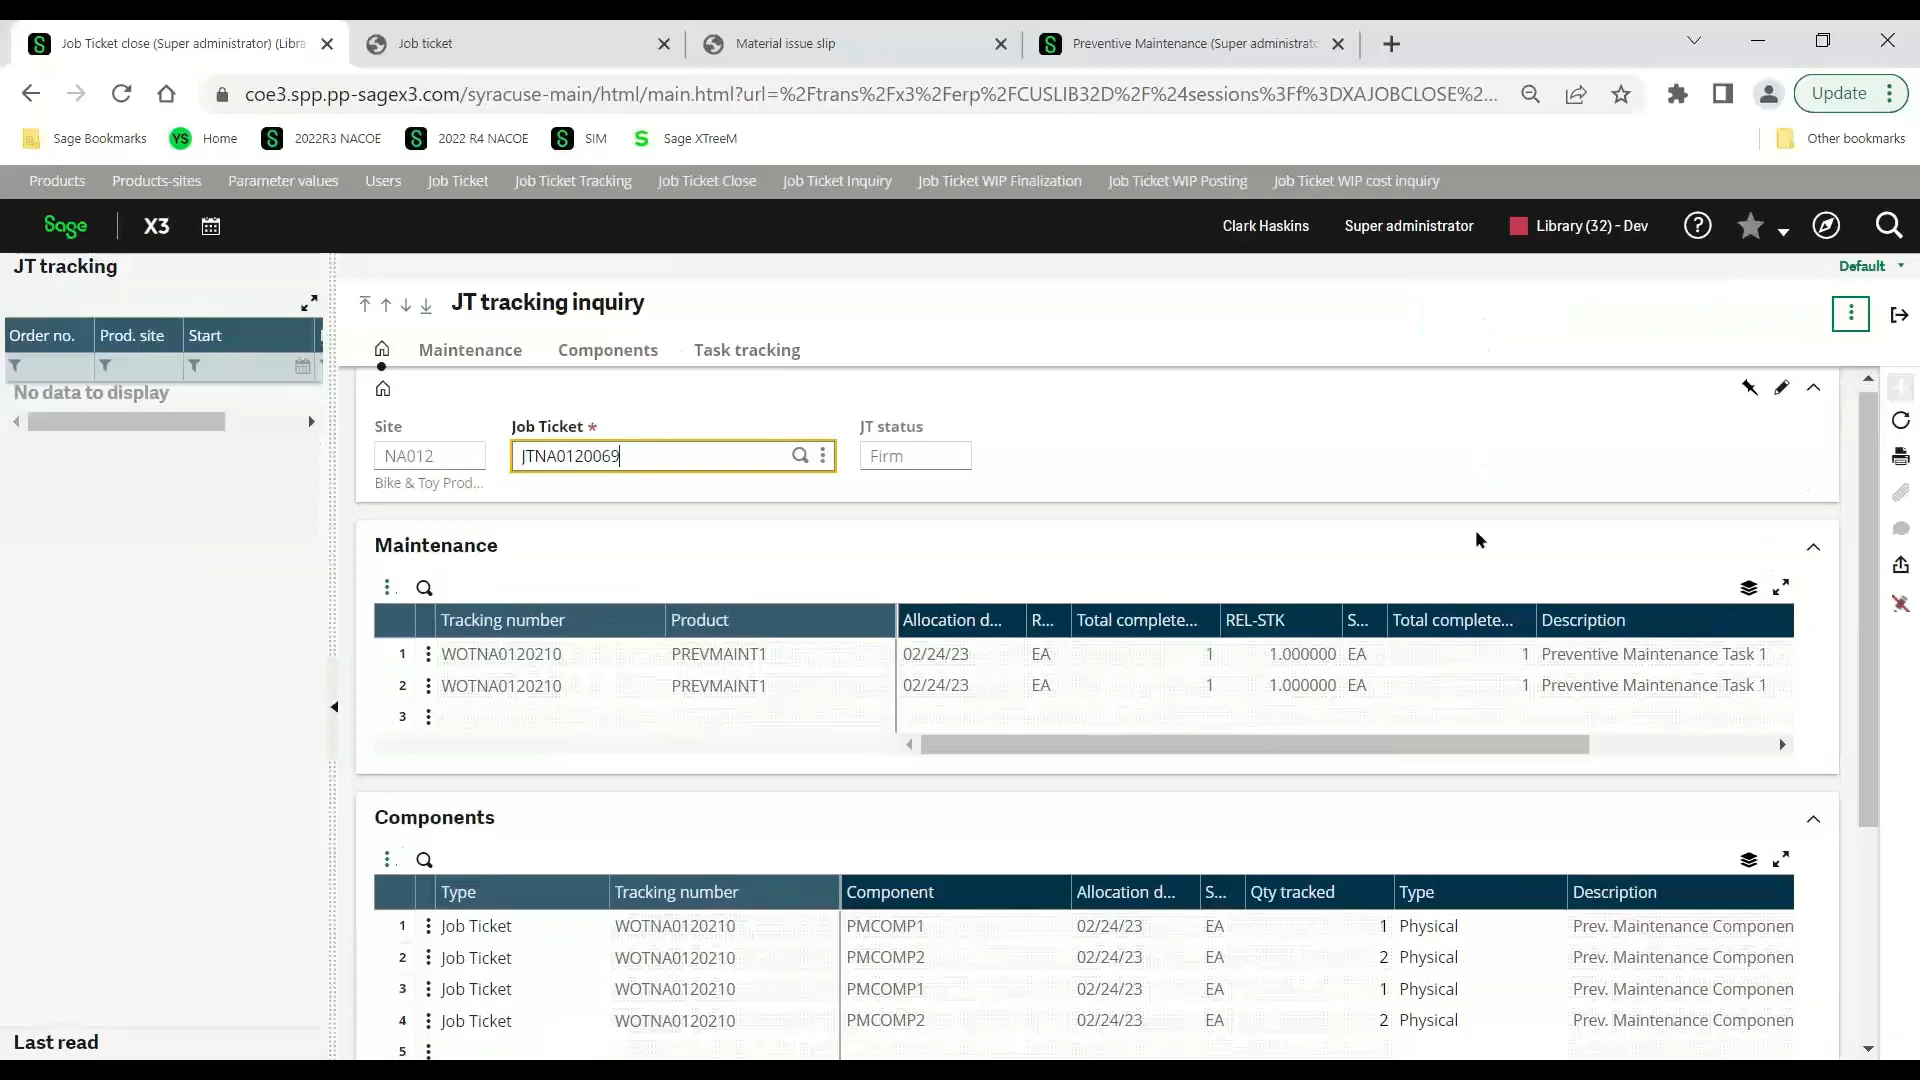 Job Ticket close (Super administrator) (Libra
Job ticket
Material issue slip
Preventive Maintenance (Super administrato
coe3.spp.pp-sagex3.com/syracuse-main/html/main.html?url=%2Ftrans%2Fx3%2Ferp%2FCUSLIB32D%2F%24sessions%3Ff%3DXAJOBCLOSE%2...
Update
Sage Bookmarks
YS Home
2022R3 NACOE
2022 R4 NACOE
SIM
Sage XTreeM
Other bookmarks
Products Products-sites Parameter values Users Job Ticket Job Ticket Tracking Job Ticket Close Job Ticket Inquiry Job Ticket WIP Finalization Job Ticket WIP Posting Job Ticket WIP cost inquiry
Sage X3 Clark Haskins Super administrator Library (32) - Dev
JT tracking
Default
JT tracking inquiry
Order no. Prod. site Start
No data to display
Maintenance Components Task tracking
Site Job Ticket * JT status
NA012 JTNA0120069 Firm
Bike & Toy Prod...
Maintenance
Tracking number Product Allocation d... R... Total complete... REL-STK S... Total complete... Description
1 WOTNA0120210 PREVMAINT1 02/24/23 EA 1 1.000000 EA 1 Preventive Maintenance Task 1
2 WOTNA0120210 PREVMAINT1 02/24/23 EA 1 1.000000 EA 1 Preventive Maintenance Task 1
3
Components
Type Tracking number Component Allocation d... S... Qty tracked Type Description
1 Job Ticket WOTNA0120210 PMCOMP1 02/24/23 EA 1 Physical Prev. Maintenance Componen
2 Job Ticket WOTNA0120210 PMCOMP2 02/24/23 EA 2 Physical Prev. Maintenance Componen
3 Job Ticket WOTNA0120210 PMCOMP1 02/24/23 EA 1 Physical Prev. Maintenance Componen
4 Job Ticket WOTNA0120210 PMCOMP2 02/24/23 EA 2 Physical Prev. Maintenance Componen
5
Last read